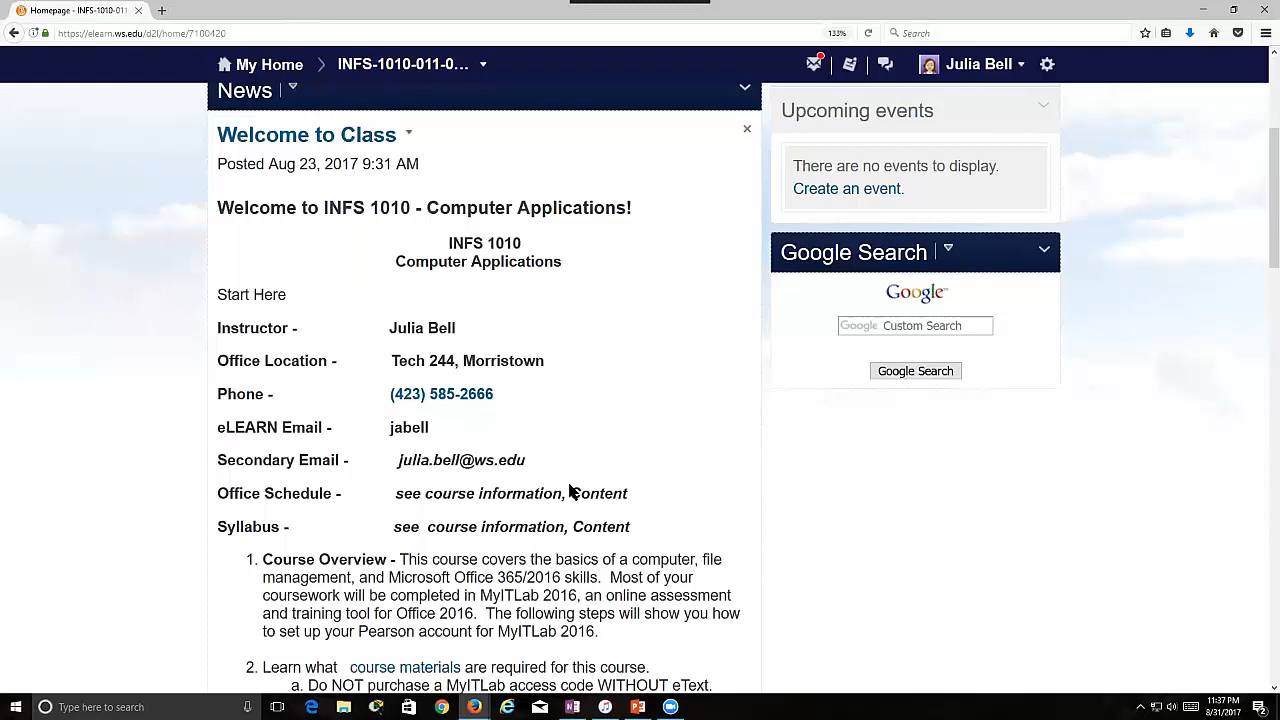 Homepage - INFS-1010-011
https://elearn.ws.edu/d2l/home/7100420
133%
Search
My Home
INFS-1010-011-0...
Julia Bell
News
Welcome to Class
Posted Aug 23, 2017 9:31 AM
Welcome to INFS 1010 - Computer Applications!
INFS 1010
Computer Applications
Start Here
Instructor - Julia Bell
Office Location - Tech 244, Morristown
Phone - (423) 585-2666
eLEARN Email - jabell
Secondary Email - julia.bell@ws.edu
Office Schedule - see course information, Content
Syllabus - see course information, Content
1. Course Overview - This course covers the basics of a computer, file
management, and Microsoft Office 365/2016 skills. Most of your
coursework will be completed in MyITLab 2016, an online assessment
and training tool for Office 2016. The following steps will show you how
to set up your Pearson account for MyITLab 2016.
2. Learn what course materials are required for this course.
a. Do NOT purchase a MyITLab access code WITHOUT eText.
Upcoming events
There are no events to display.
Create an event.
Google Search
Google™
Google Custom Search
Google Search
Type here to search
11:37 PM
8/31/2017
2